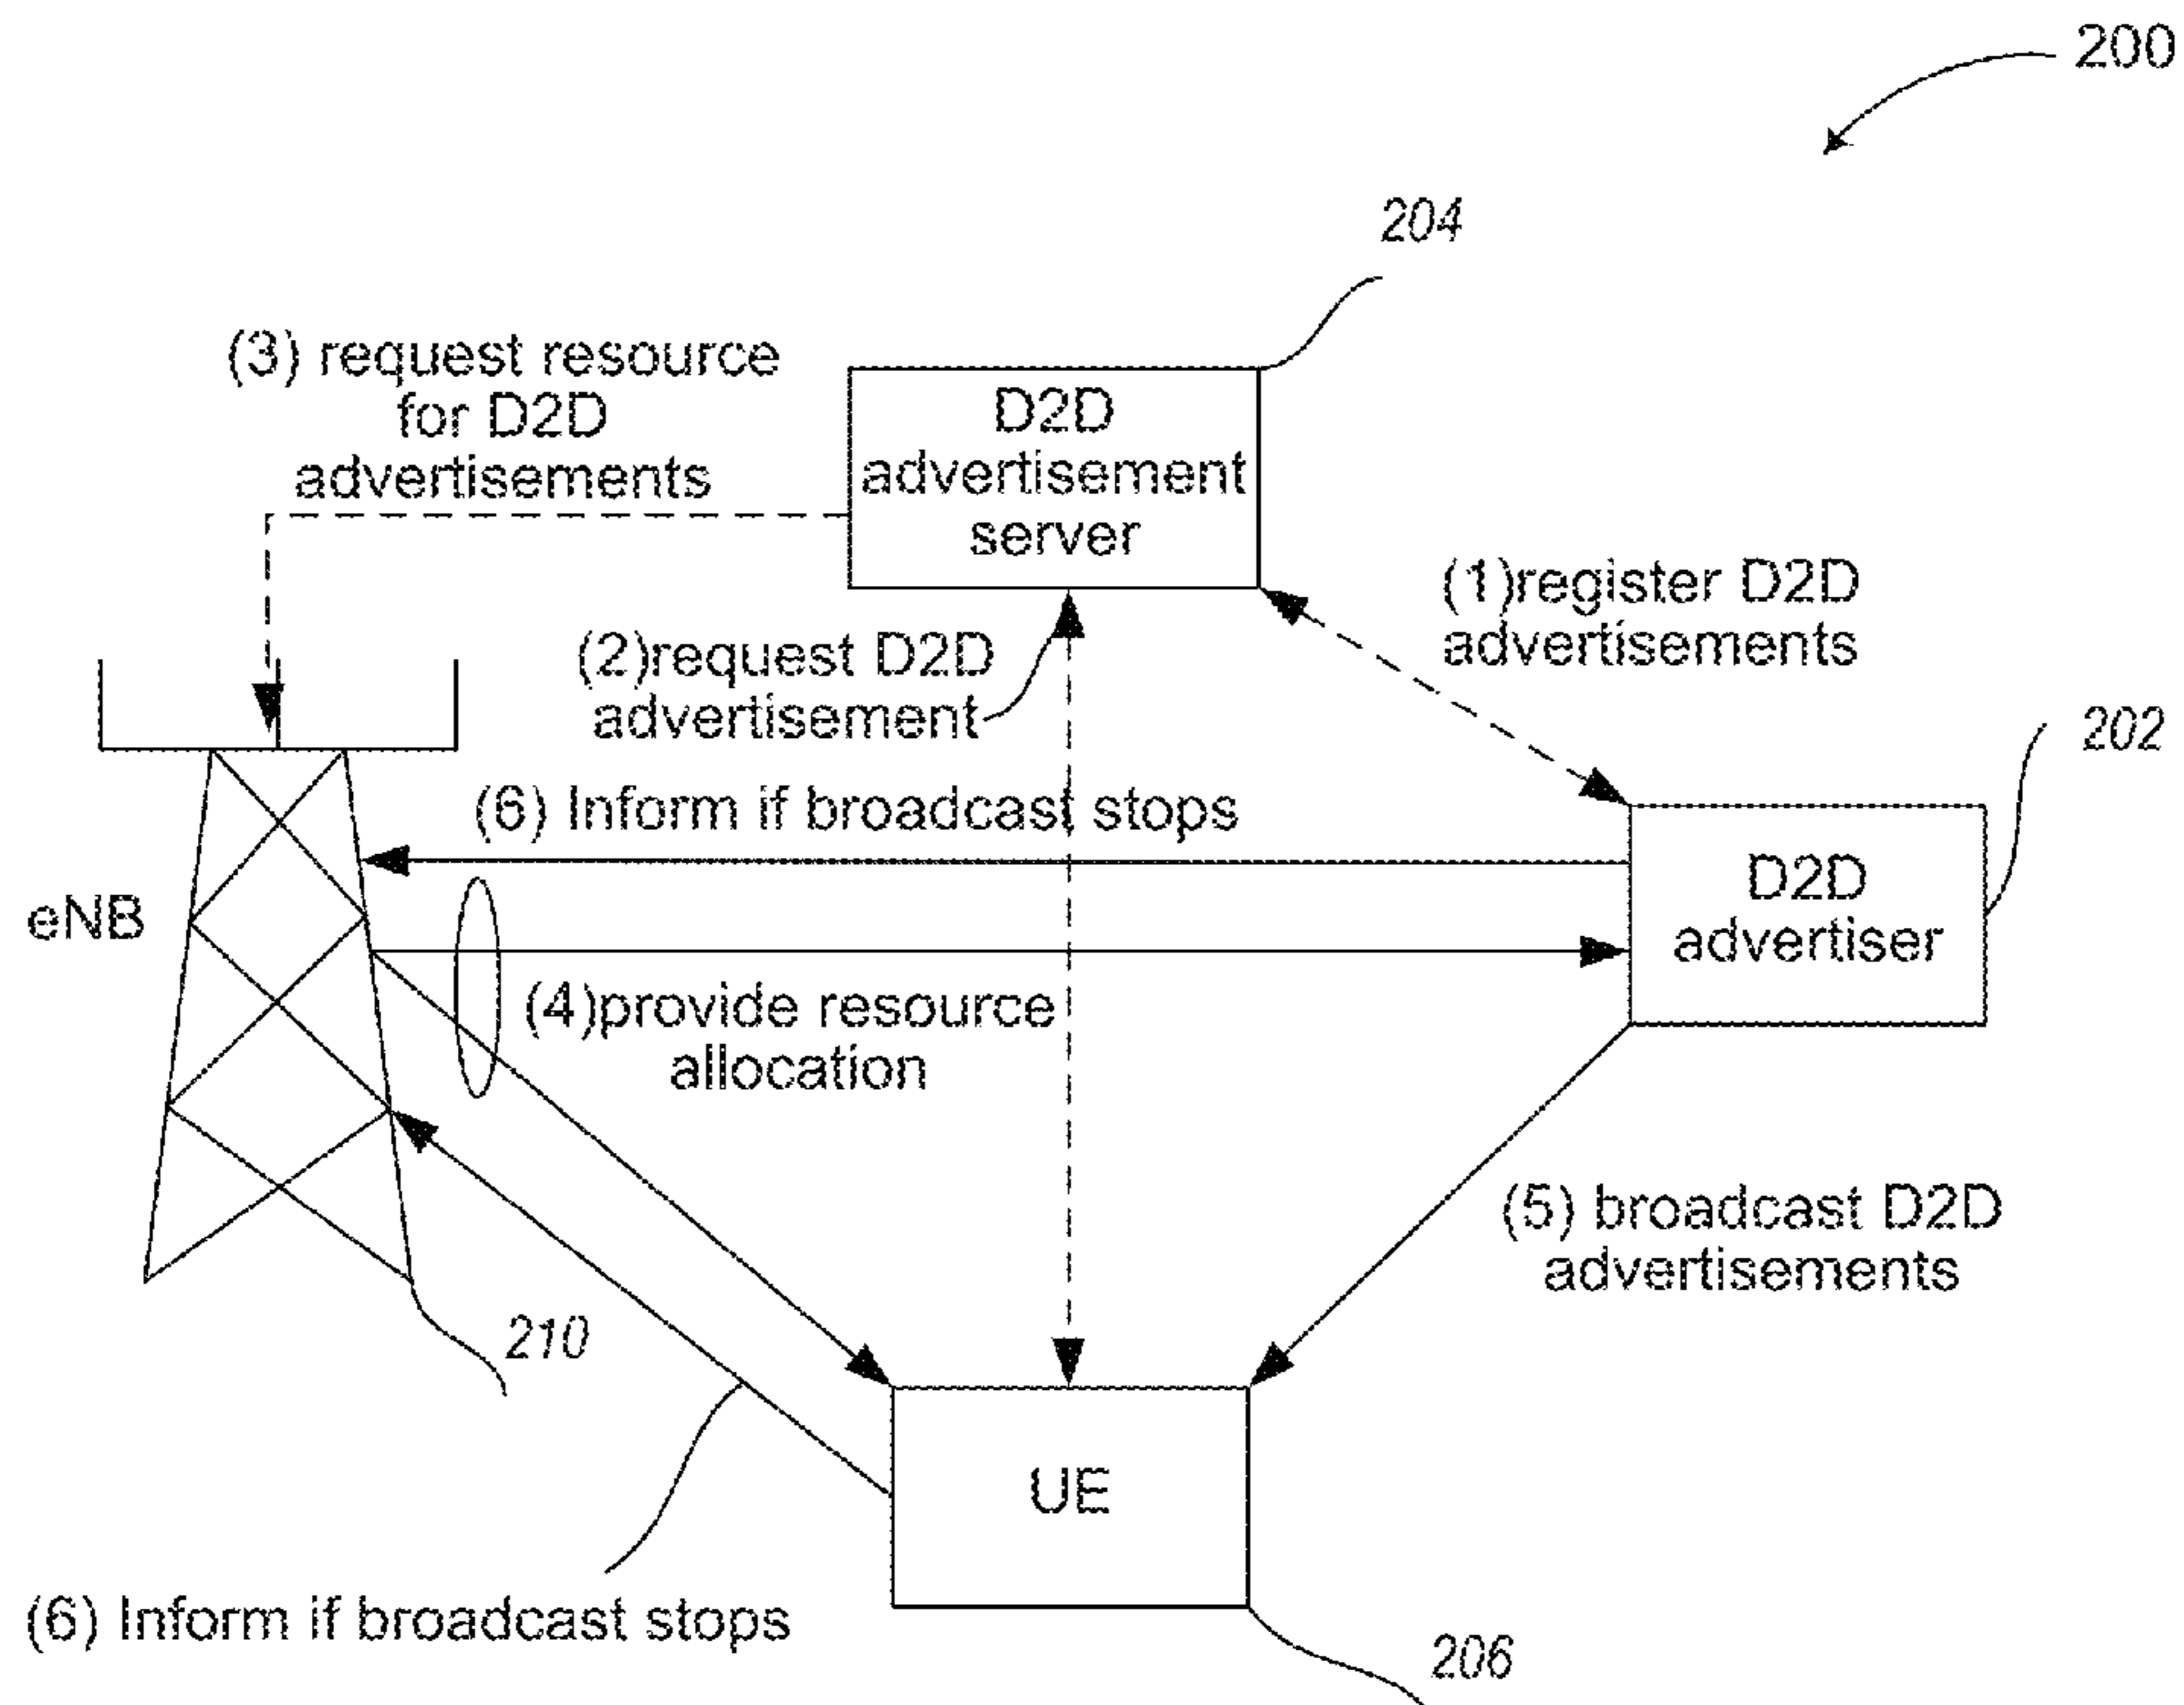 200
204
(3) request resource
for D2D
advertisements
D2D
advertisement
server
(1)register D2D
advertisements
(2)request D2D
advertisement
202
(6) Inform if broadcast stops
D2D
advertiser
eNB
(4)provide resource
allocation
(5) broadcast D2D
advertisements
210
UE
(6) Inform if broadcast stops
206